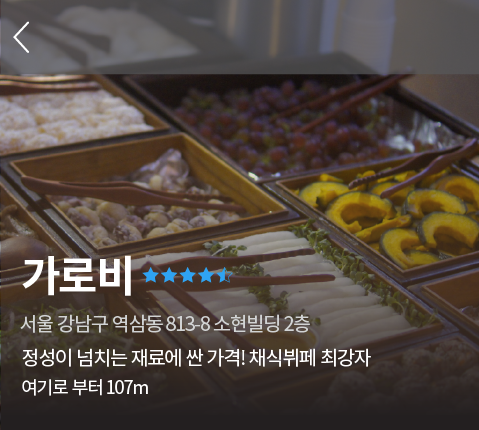 가로비
서울 강남구 역삼동 813-8 소현빌딩 2층
정성이 넘치는 재료에 싼 가격! 채식뷔페 최강자
여기로 부터 107m